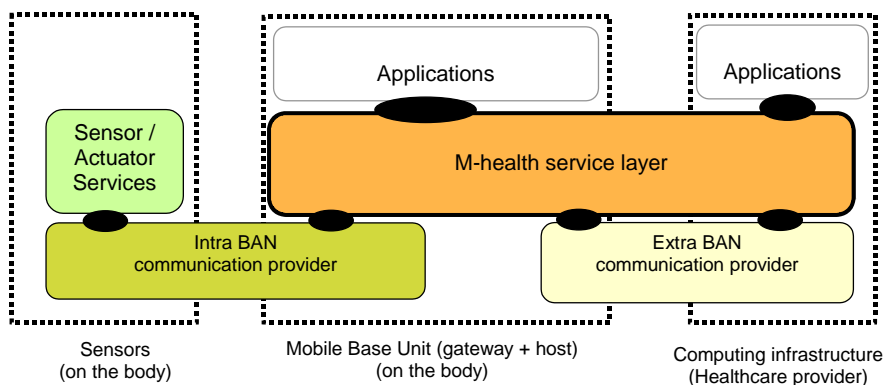 Applications
Applications
Sensor /
Actuator
Services
M-health service layer
Intra BAN
communication provider
Extra BAN
communication provider
Sensors
(on the body)
Mobile Base Unit (gateway + host)
(on the body)
Computing infrastructure
(Healthcare provider)